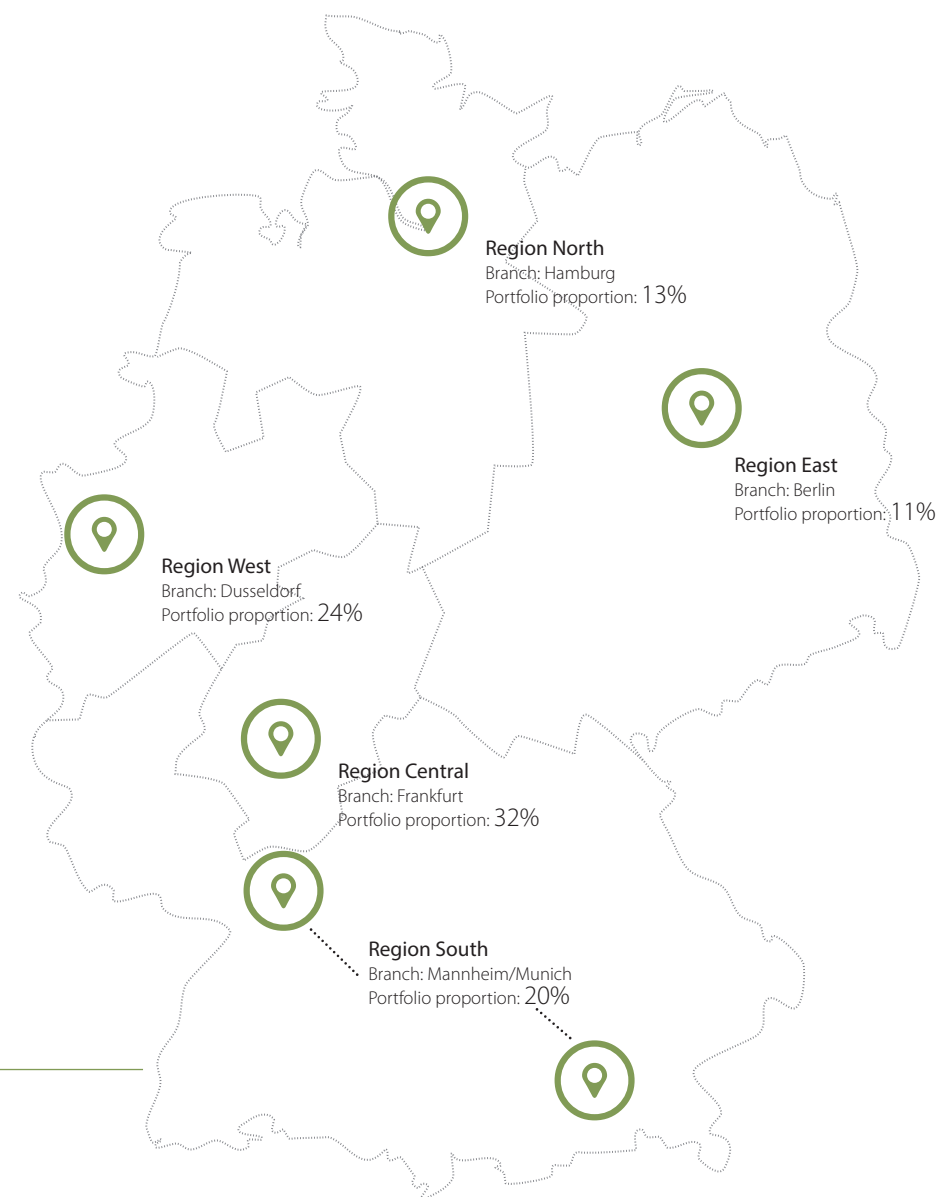 Region North
Branch: Hamburg
Portfolio proportion: 13%
Region East
Branch: Berlin
Portfolio proportion: 11%
Region West
Branch: Dusseldorf
Portfolio proportion: 24%
Region Central
Branch: Frankfurt
Portfolio proportion: 32%
Region South
Branch: Mannheim/Munich
Portfolio proportion: 20%